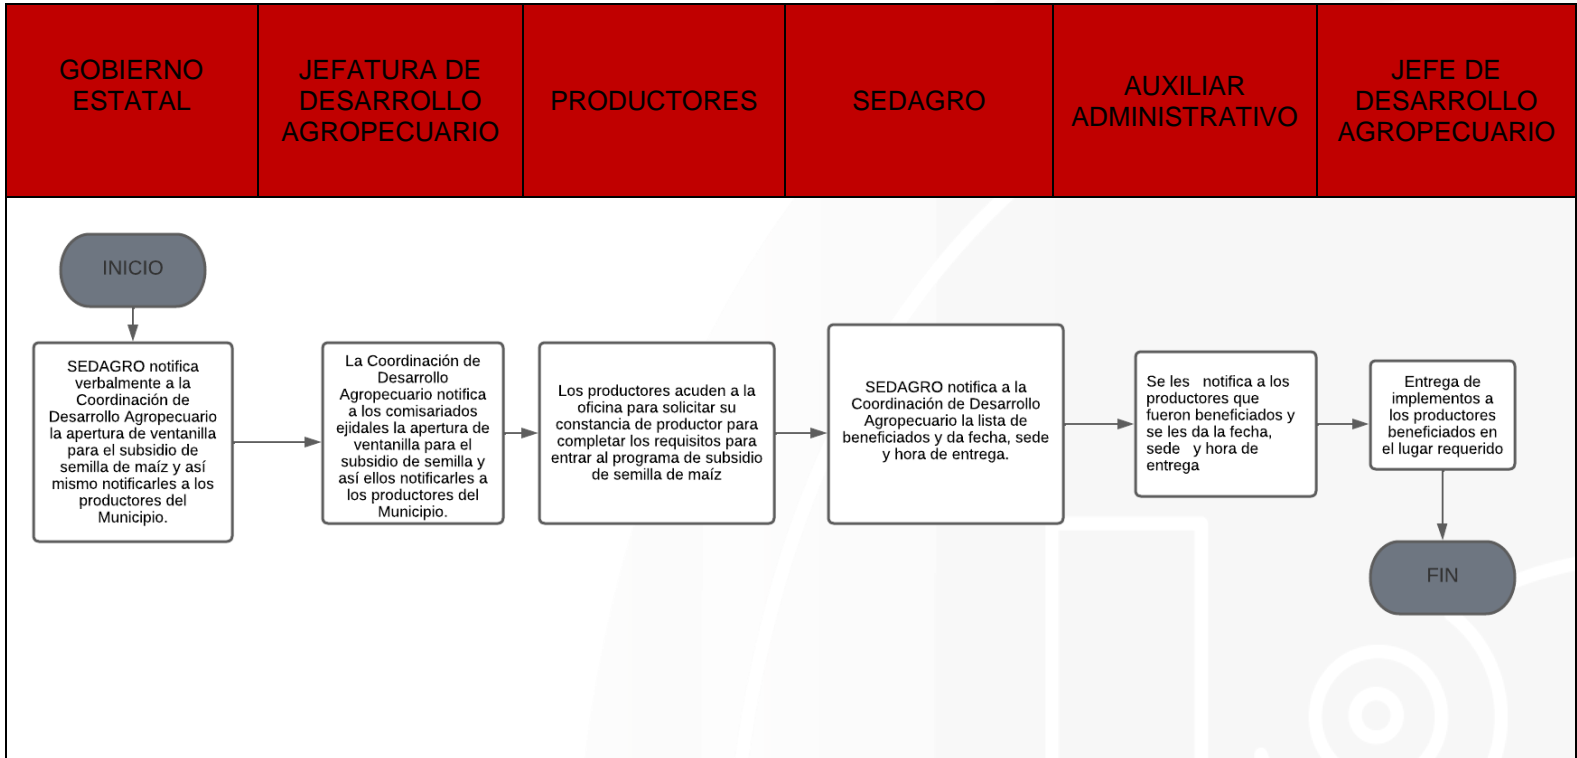 GOBIERNO
ESTATAL
JEFATURA DE
DESARROLLO
AGROPECUARIO
PRODUCTORES
SEDAGRO
AUXILIAR
ADMINISTRATIVO
JEFE DE
DESARROLLO
AGROPECUARIO
INICIO
SEDAGRO notifica
verbalmente a la
Coordinación de
Desarrollo Agropecuario
la apertura de ventanilla
para el subsidio de
semilla de maíz y así
mismo notificarles a los
productores del
Municipio.
La Coordinación de
Desarrollo
Agropecuario notifica
a los comisariados
ejidales la apertura de
ventanilla para el
subsidio de semilla y
así ellos notificarles a
los productores del
Municipio.
Los productores acuden a la
oficina para solicitar su
constancia de productor para
completar los requisitos para
entrar al programa de subsidio
de semilla de maíz
SEDAGRO notifica a la
Coordinación de Desarrollo
Agropecuario la lista de
beneficiados y da fecha, sede
y hora de entrega.
Se les   notifica a los
productores que
fueron beneficiados y
se les da la fecha,
sede   y hora de
entrega
Entrega de
implementos a
los productores
beneficiados en
el lugar requerido
FIN